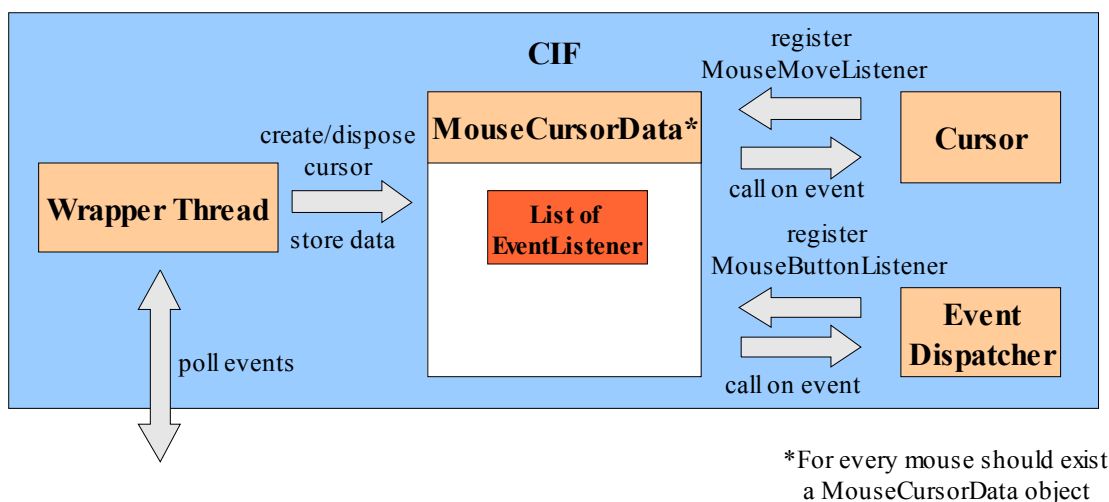 CIF
Wrapper Thread
poll events
create/dispose
cursor
store data
MouseCursorData*
List of
EventListener
register
MouseMoveListener
call on event
Cursor
register
MouseButtonListener
call on event
Event
Dispatcher
*For every mouse should exist
a MouseCursorData object